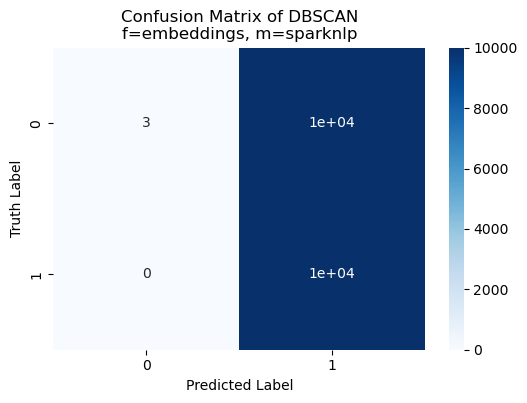 Confusion Matrix of DBSCAN
f=embeddings, m=sparknlp
Truth Label
0
3
1e+04
1
0
1e+04
0
1
Predicted Label
10000
8000
6000
4000
2000
0